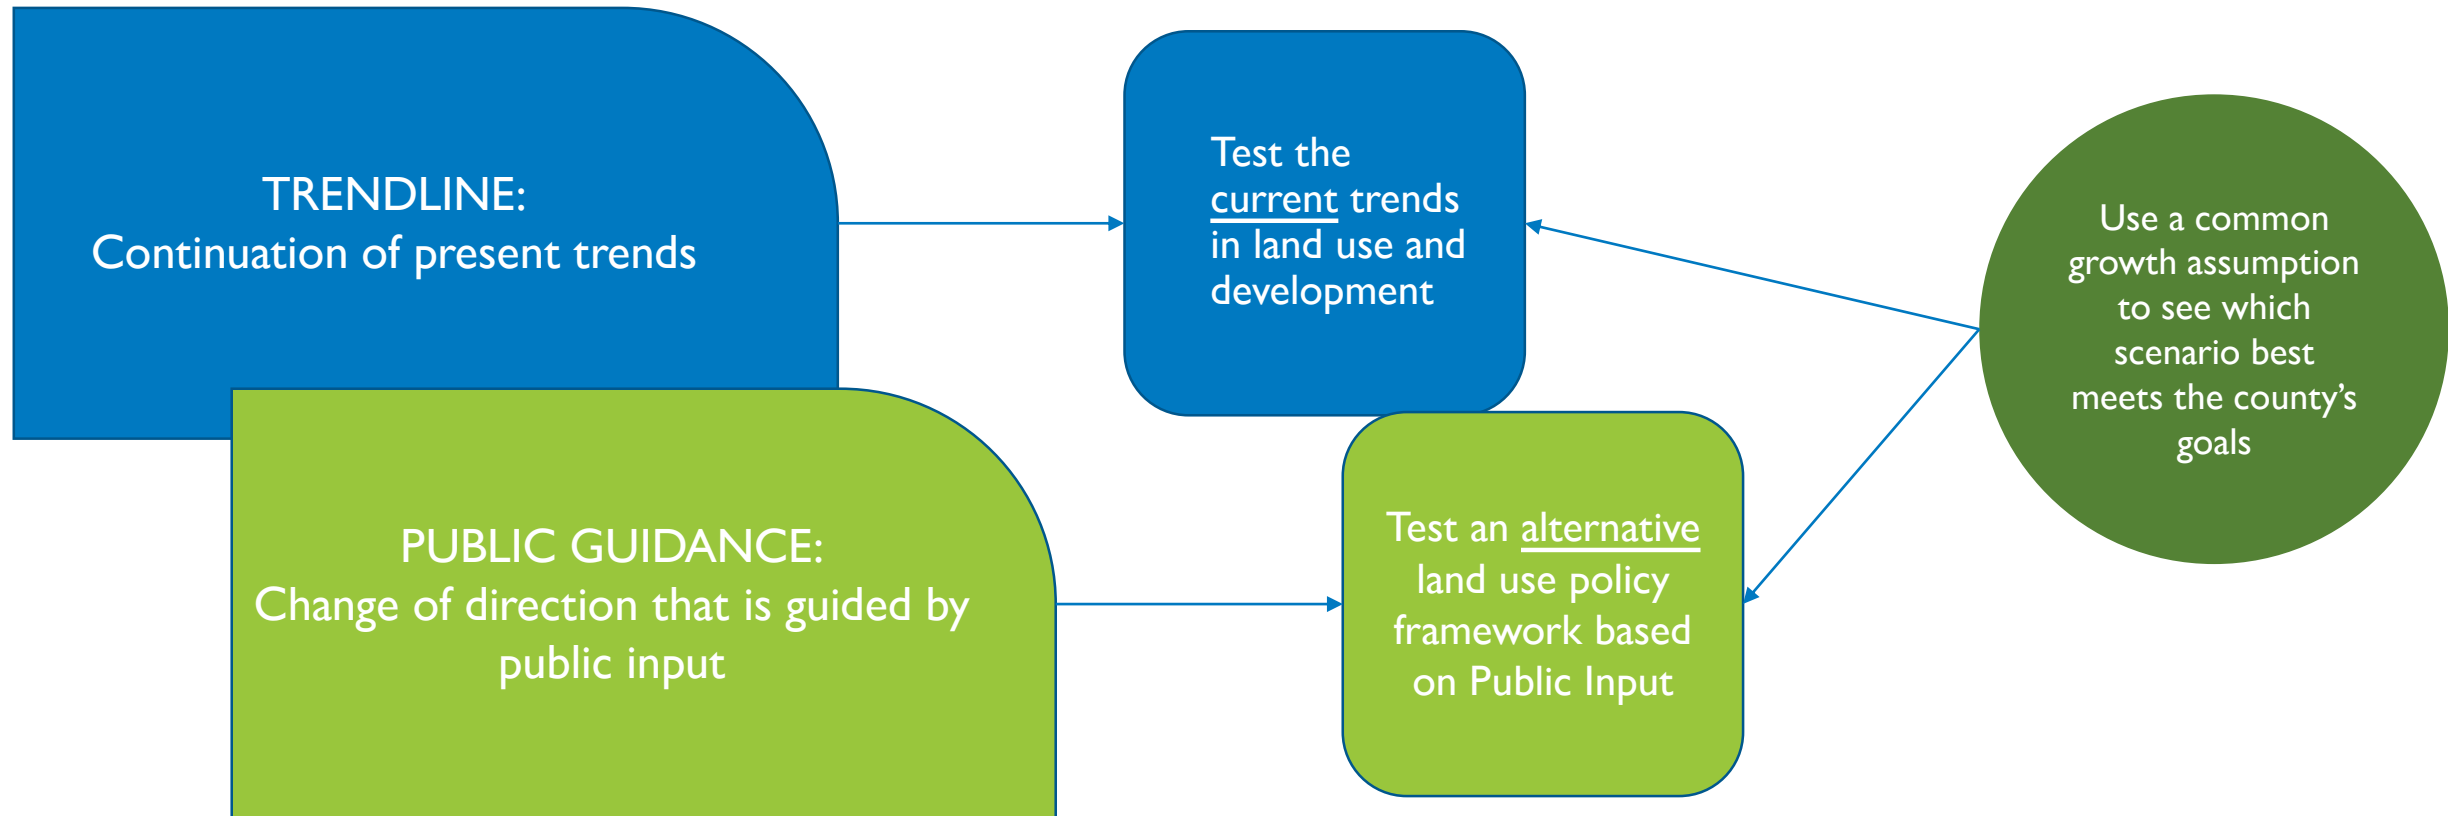 TRENDLINE:
Continuation of present trends
Test the
current trends
in land use and
development
Use a common
growth assumption
to see which
scenario best
meets the county’s
goals
PUBLIC GUIDANCE:
Change of direction that is guided by
public input
Test an alternative
land use policy
framework based
on Public Input